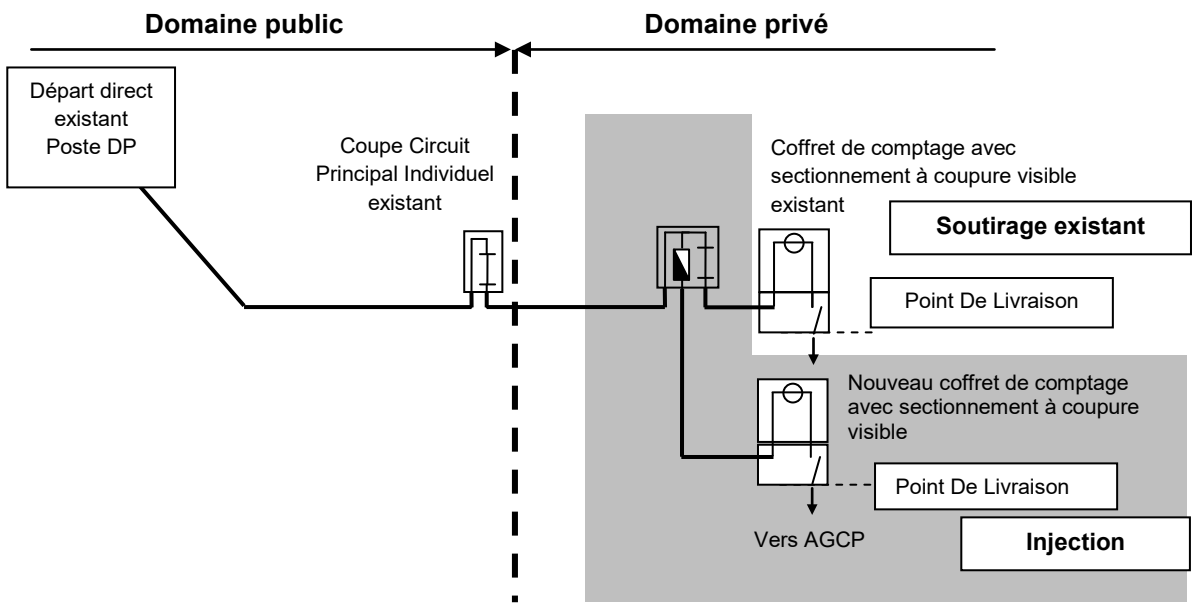 Domaine public
Domaine privé
Départ direct
existant
Poste DP
Coupe Circuit
Principal Individuel
existant
Coffret de comptage avec
sectionnement à coupure visible
existant
Soutirage existant
Point De Livraison
Nouveau coffret de comptage
avec sectionnement à coupure
visible
Point De Livraison
Vers AGCP
Injection